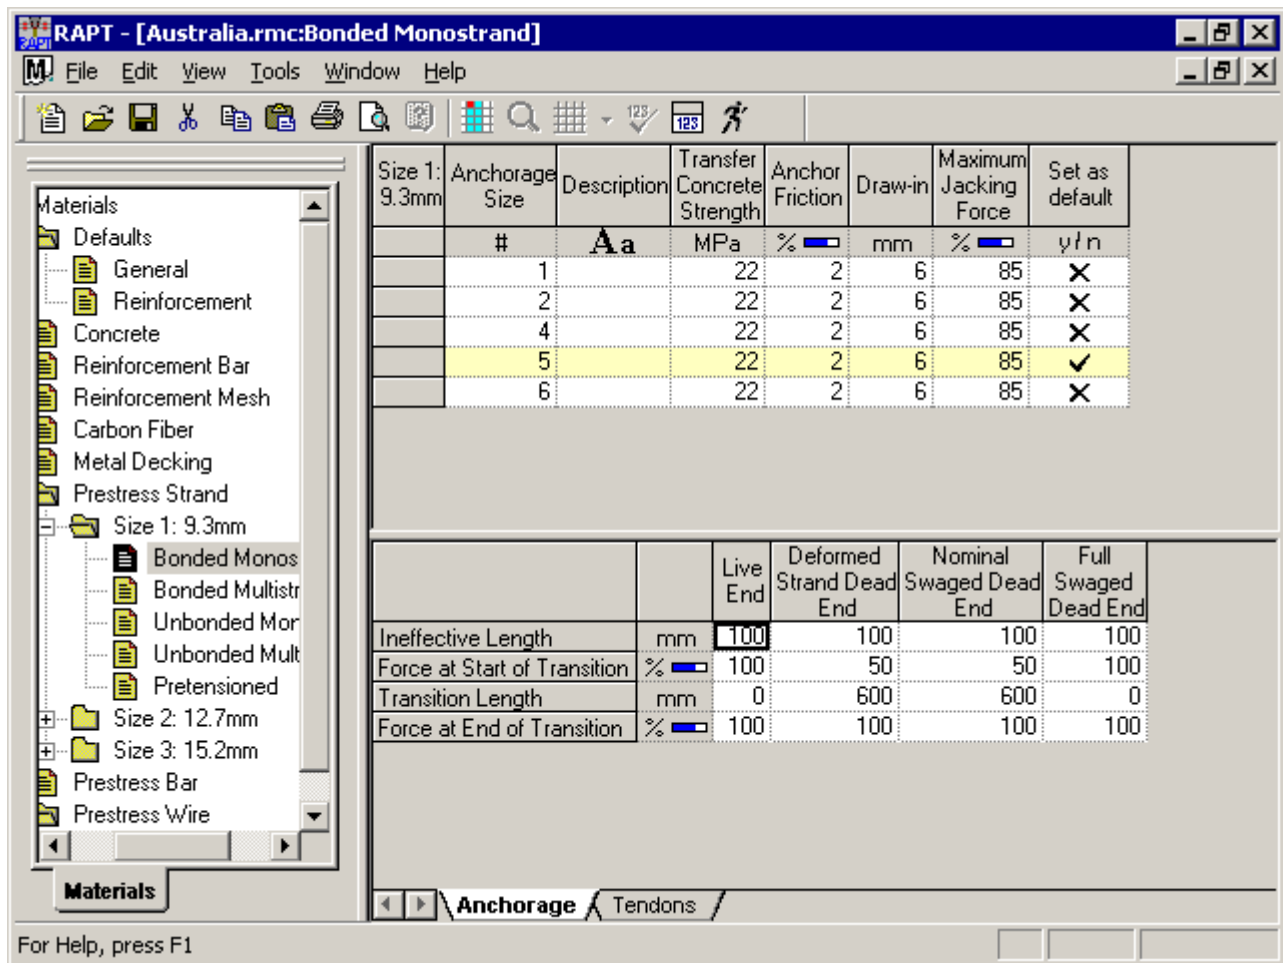 RAPT - [Australia.rmc:Bonded Monostrand]
File Edit View Tools Window Help
Materials
Defaults
General
Reinforcement
Concrete
Reinforcement Bar
Reinforcement Mesh
Carbon Fiber
Metal Decking
Prestress Strand
Size 1: 9.3mm
Bonded Monos
Bonded Multistr
Unbonded Mor
Unbonded Mult
Pretensioned
Size 2: 12.7mm
Size 3: 15.2mm
Prestress Bar
Prestress Wire
Materials
Size 1: 9.3mm Anchorage Size Description Transfer Concrete Strength Anchor Friction Draw-in Maximum Jacking Force Set as default
# Aa MPa % mm % y/n
1 22 2 6 85
2 22 2 6 85
4 22 2 6 85
5 22 2 6 85
6 22 2 6 85
Live End Deformed Strand Dead End Nominal Swaged Dead End Full Swaged Dead End
Ineffective Length mm 100 100 100 100
Force at Start of Transition % 100 50 50 100
Transition Length mm 0 600 600 0
Force at End of Transition % 100 100 100 100
Anchorage Tendons
For Help, press F1